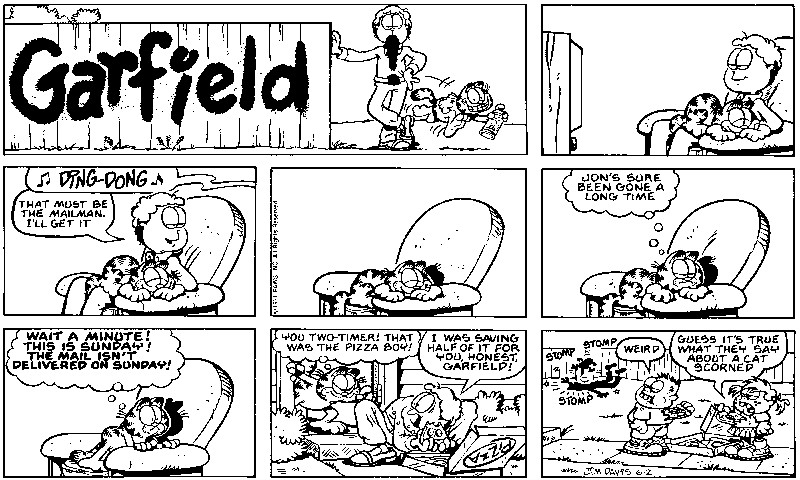 Garfield
♫ DING-DONG ♪
THAT MUST BE
THE MAILMAN.
I'LL GET IT
JON'S SURE
BEEN GONE A
LONG TIME
WAIT A MINUTE!
THIS IS SUNDAY!
THE MAIL ISN'T
DELIVERED ON SUNDAY!
YOU TWO-TIMER! THAT
WAS THE PIZZA BOY!
I WAS SAVING
HALF OF IT FOR
YOU, HONEST,
GARFIELD!
PIZZA
STOMP
STOMP
STOMP
WEIRD
GUESS IT'S TRUE
WHAT THEY SAY
ABOUT A CAT
SCORNED
JIM DAVIS 6-2